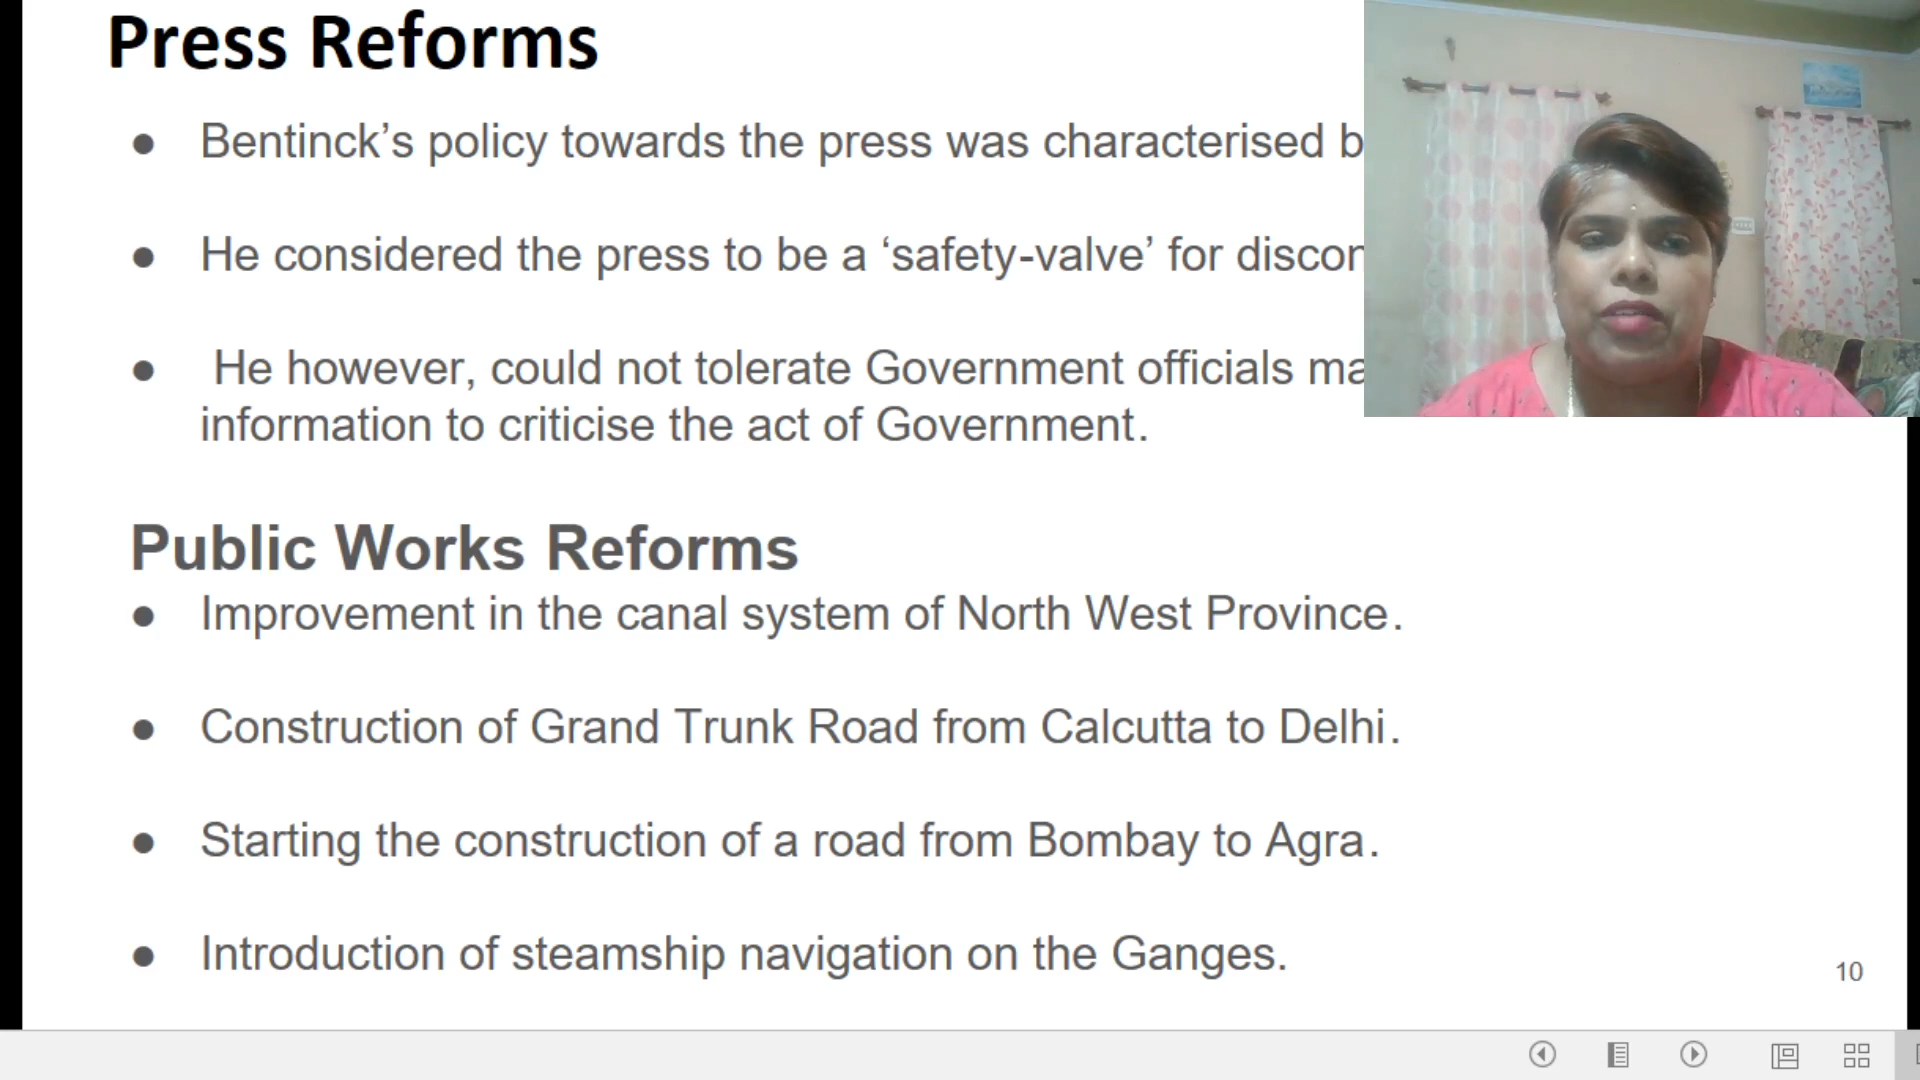 Press Reforms
● Bentinck’s policy towards the press was characterised
● He considered the press to be a ‘safety-valve’ for
● He however, could not tolerate Government officials
information to criticise the act of Government.
Public Works Reforms
● Improvement in the canal system of North West Province.
● Construction of Grand Trunk Road from Calcutta to Delhi.
● Starting the construction of a road from Bombay to Agra.
● Introduction of steamship navigation on the Ganges.
10